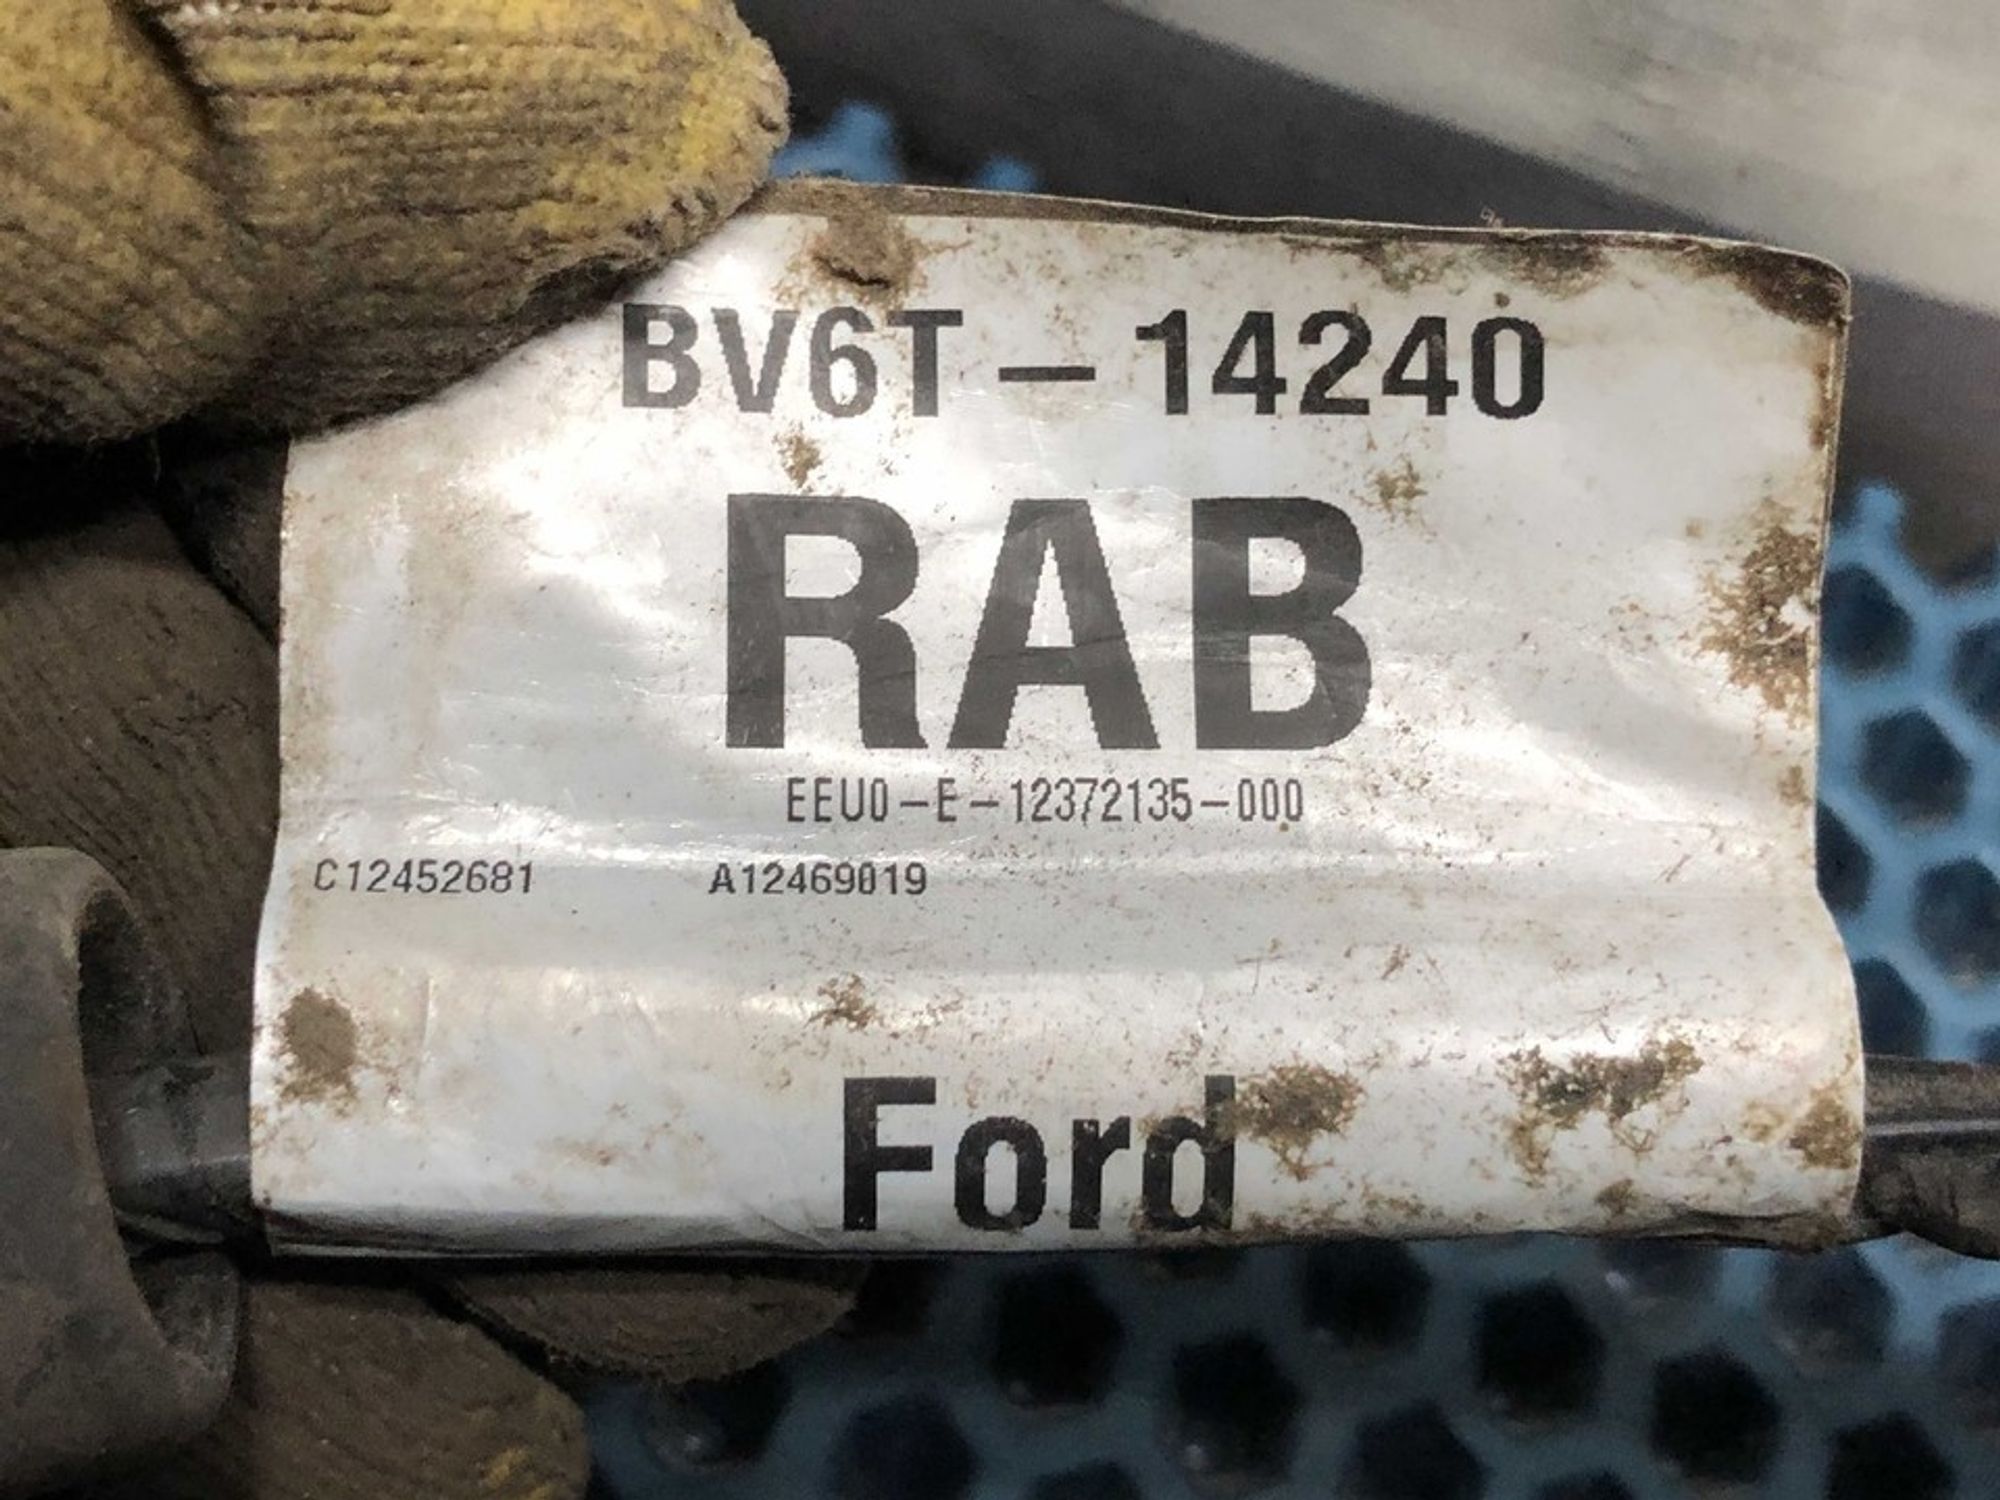 BV6T-14240
RAB
EEU0-E-12372135-000
C12452681 A12469019
Ford